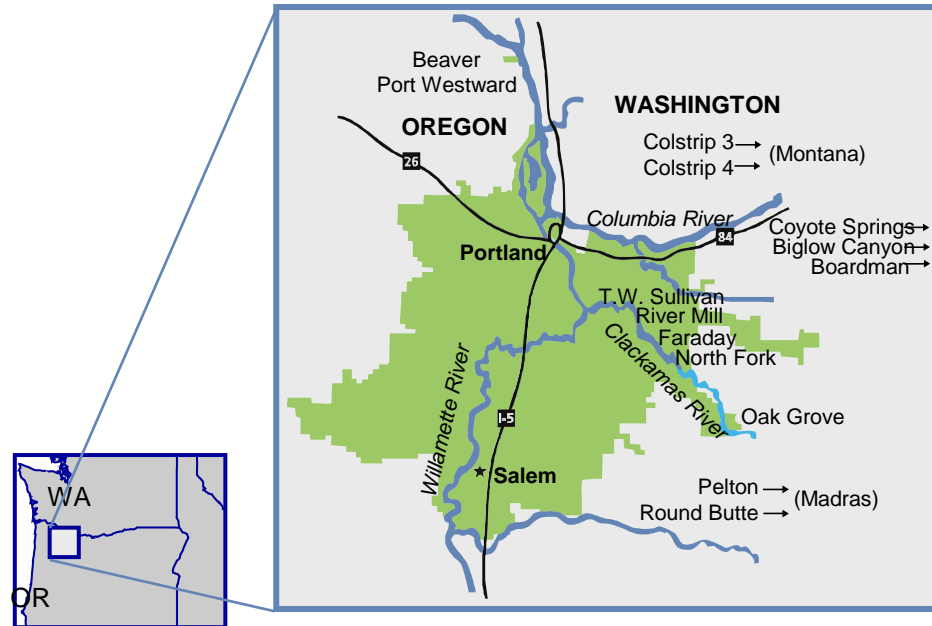 Beaver
Port Westward
WASHINGTON
OREGON
Colstrip 3
(Montana)
Colstrip 4
26
Columbia River
Coyote Springs
84
Biglow Canyon
Portland
Boardman
T.W. Sullivan
River Mill
Faraday
North Fork
Clackamas River
Willamette River
I-5
Oak Grove
Salem
Pelton
(Madras)
Round Butte
WA
OR